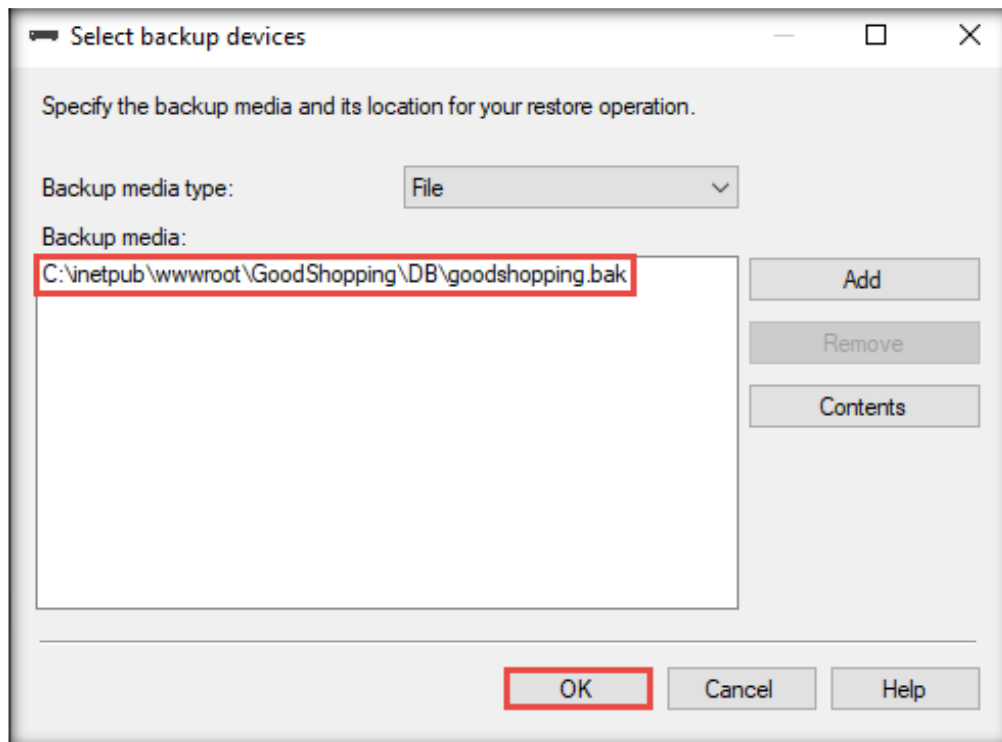 Select backup devices
Specify the backup media and its location for your restore operation.
Backup media type:
File
Backup media:
C:\inetpub\wwwroot\GoodShopping\DB\goodshopping.bak
Add
Remove
Contents
OK
Cancel
Help